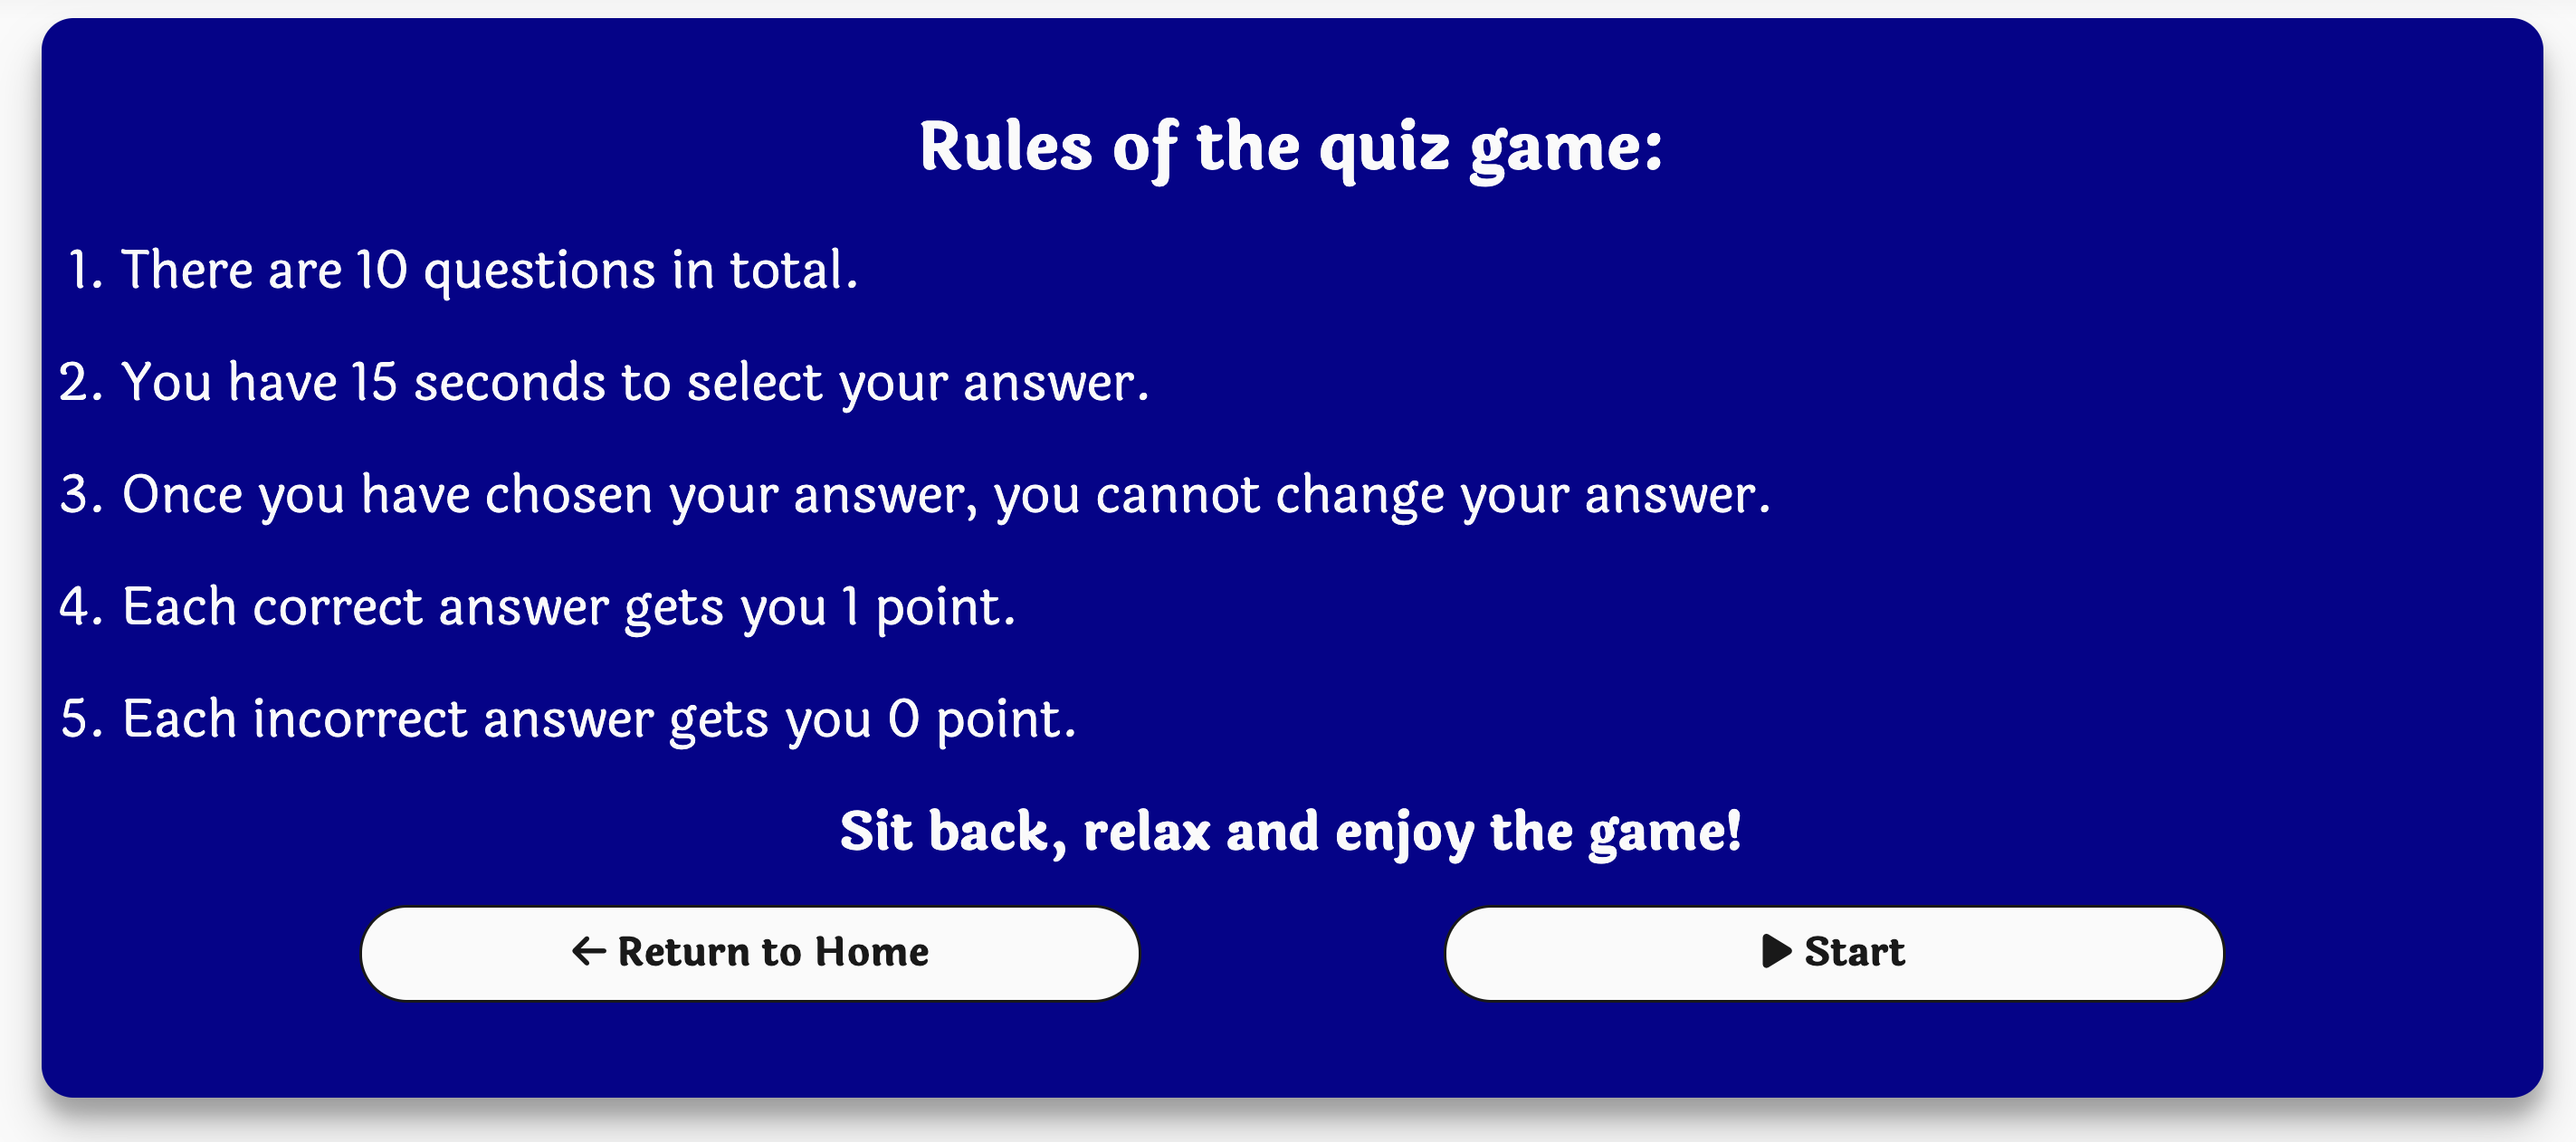 Rules of the quiz game:
1. There are 10 questions in total.
2. You have 15 seconds to select your answer.
3. Once you have chosen your answer, you cannot change your answer.
4. Each correct answer gets you 1 point.
5. Each incorrect answer gets you 0 point.
Sit back, relax and enjoy the game!
Return to Home
Start